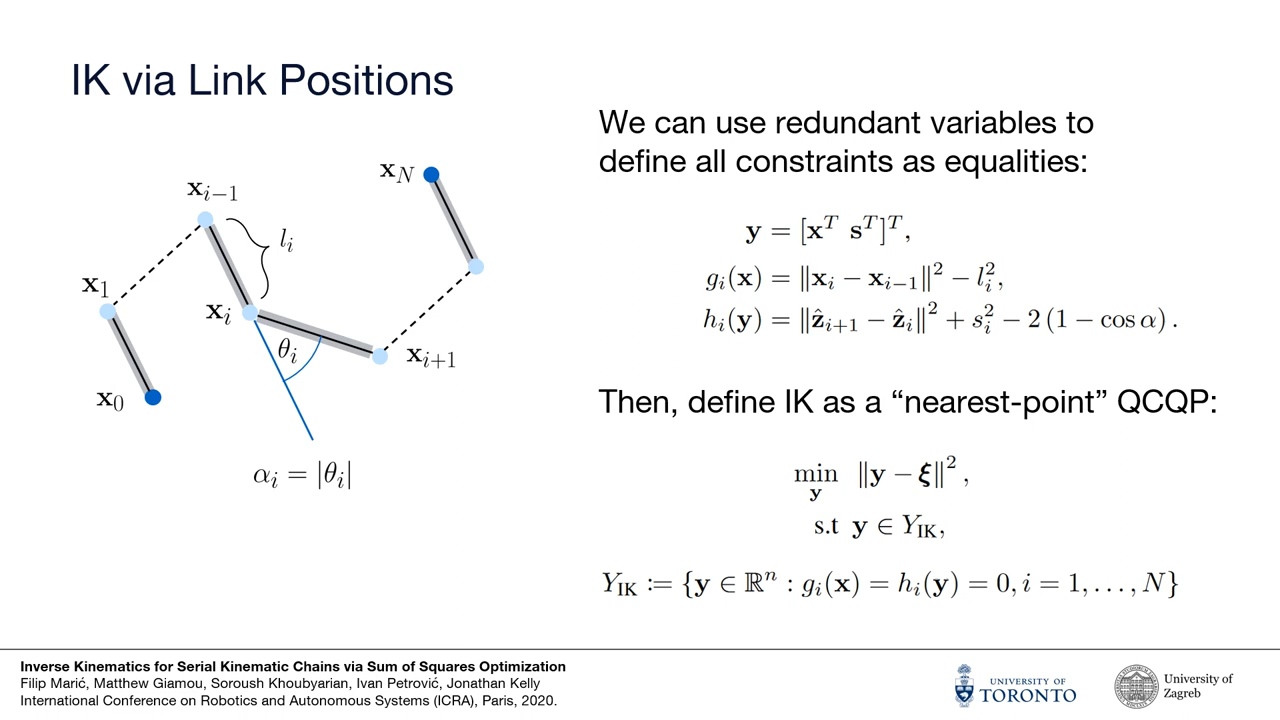 IK via Link Positions
We can use redundant variables to
define all constraints as equalities:
x_N
x_{i−1}
l_i
x_1
x_i
θ_i
x_{i+1}
x_0
α_i = |θ_i|
y = [x^T s^T]^T,
g_i(x) = ‖x_i − x_{i−1}‖² − l_i²,
h_i(y) = ‖ẑ_{i+1} − ẑ_i‖² + s_i² − 2 (1 − cos α) .
Then, define IK as a “nearest-point” QCQP:
min_y ‖y − ξ‖² ,
s.t y ∈ Y_IK,
Y_IK := {y ∈ ℝⁿ : g_i(x) = h_i(y) = 0, i = 1, . . . , N}
Inverse Kinematics for Serial Kinematic Chains via Sum of Squares Optimization
Filip Marić, Matthew Giamou, Soroush Khoubyarian, Ivan Petrović, Jonathan Kelly
International Conference on Robotics and Autonomous Systems (ICRA), Paris, 2020.
UNIVERSITY OF
TORONTO
University of
Zagreb